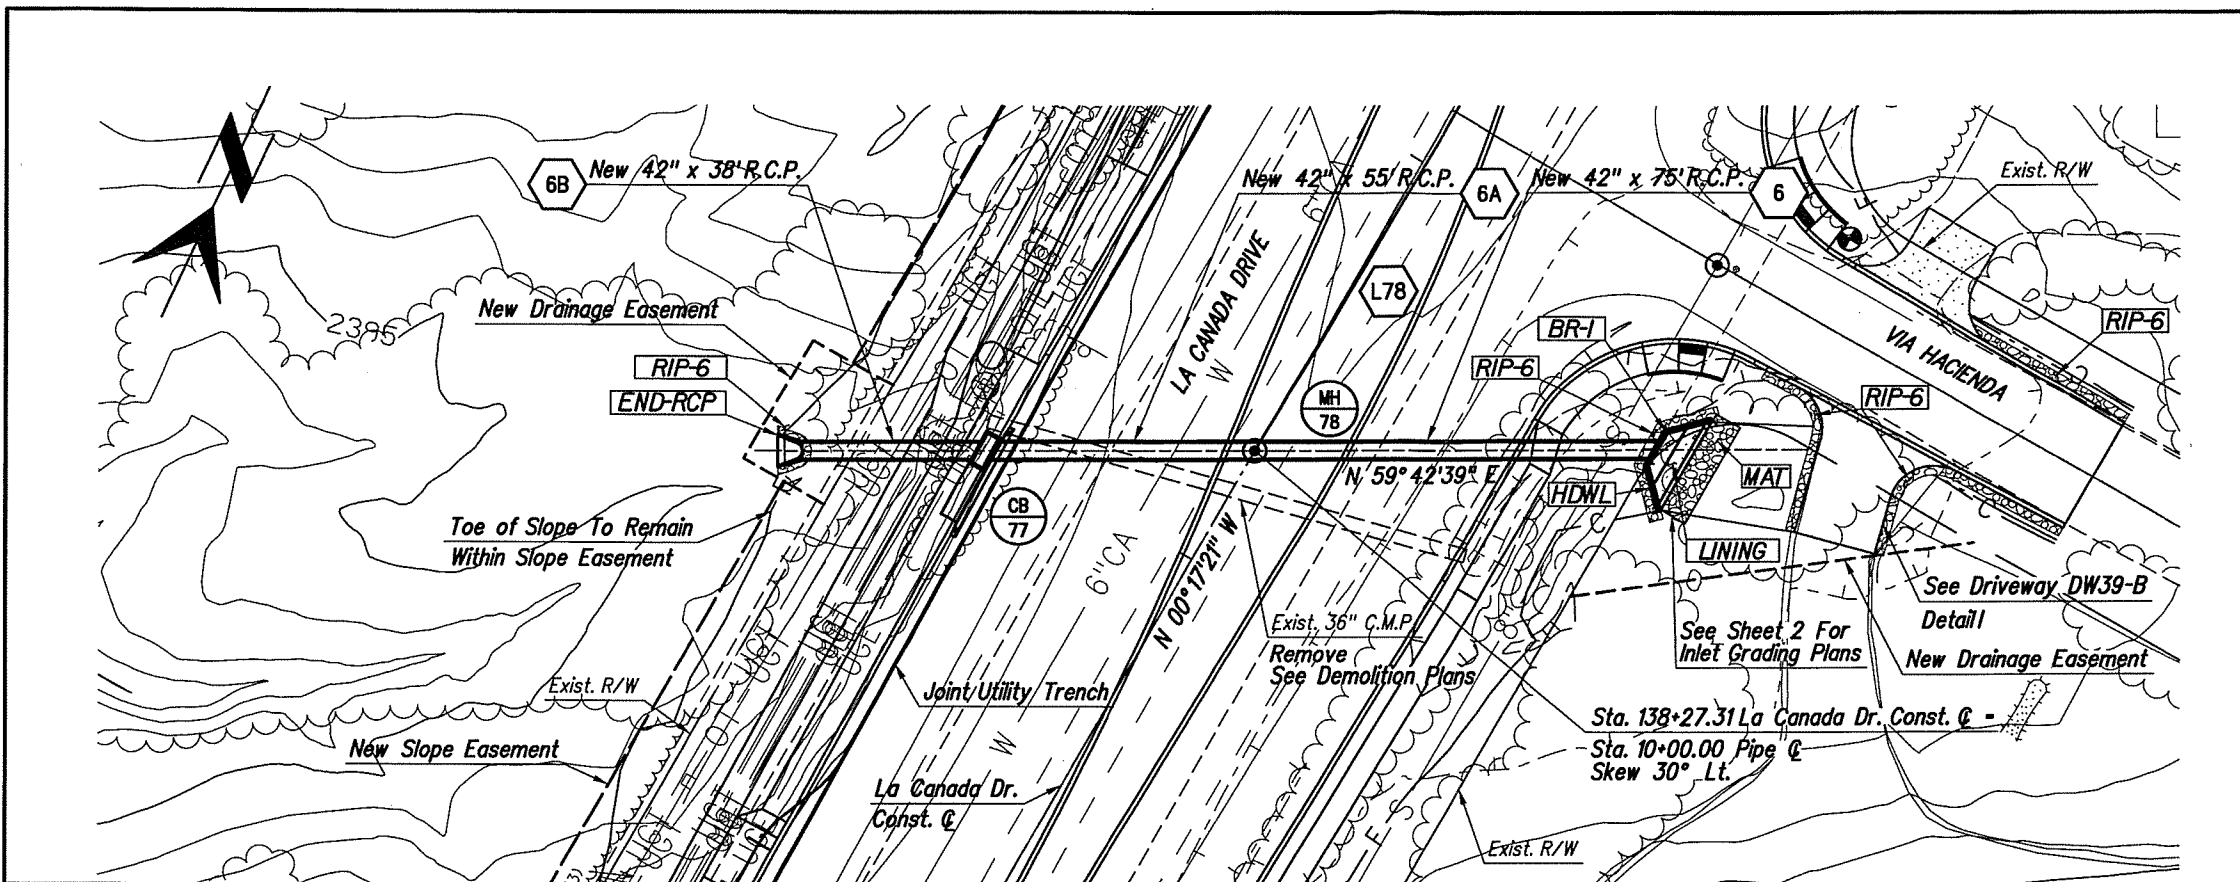 6B
New 42" x 38' R.C.P.
New 42" x 55' R.C.P.
6A
New 42" x 75' R.C.P.
6
Exist. R/W
LA CANADA DRIVE
L78
VIA HACIENDA
New Drainage Easement
2395
RIP-6
END-RCP
BR-1
RIP-6
RIP-6
RIP-6
MH
78
N 59° 42'39" E
HDWL
MAT
LINING
CB
77
Toe of Slope To Remain
Within Slope Easement
W
6"CA
N 00° 17'21" W
Exist. 36" C.M.P.
Remove
See Demolition Plans
See Driveway DW39-B
Detail1
See Sheet 2 For
Inlet Grading Plans
New Drainage Easement
Exist. R/W
Joint Utility Trench
New Slope Easement
W
Sta. 138+27.31 La Canada Dr. Const. ℄ =
Sta. 10+00.00 Pipe ℄
Skew 30° Lt.
La Canada Dr.
Const. ℄
Exist. R/W